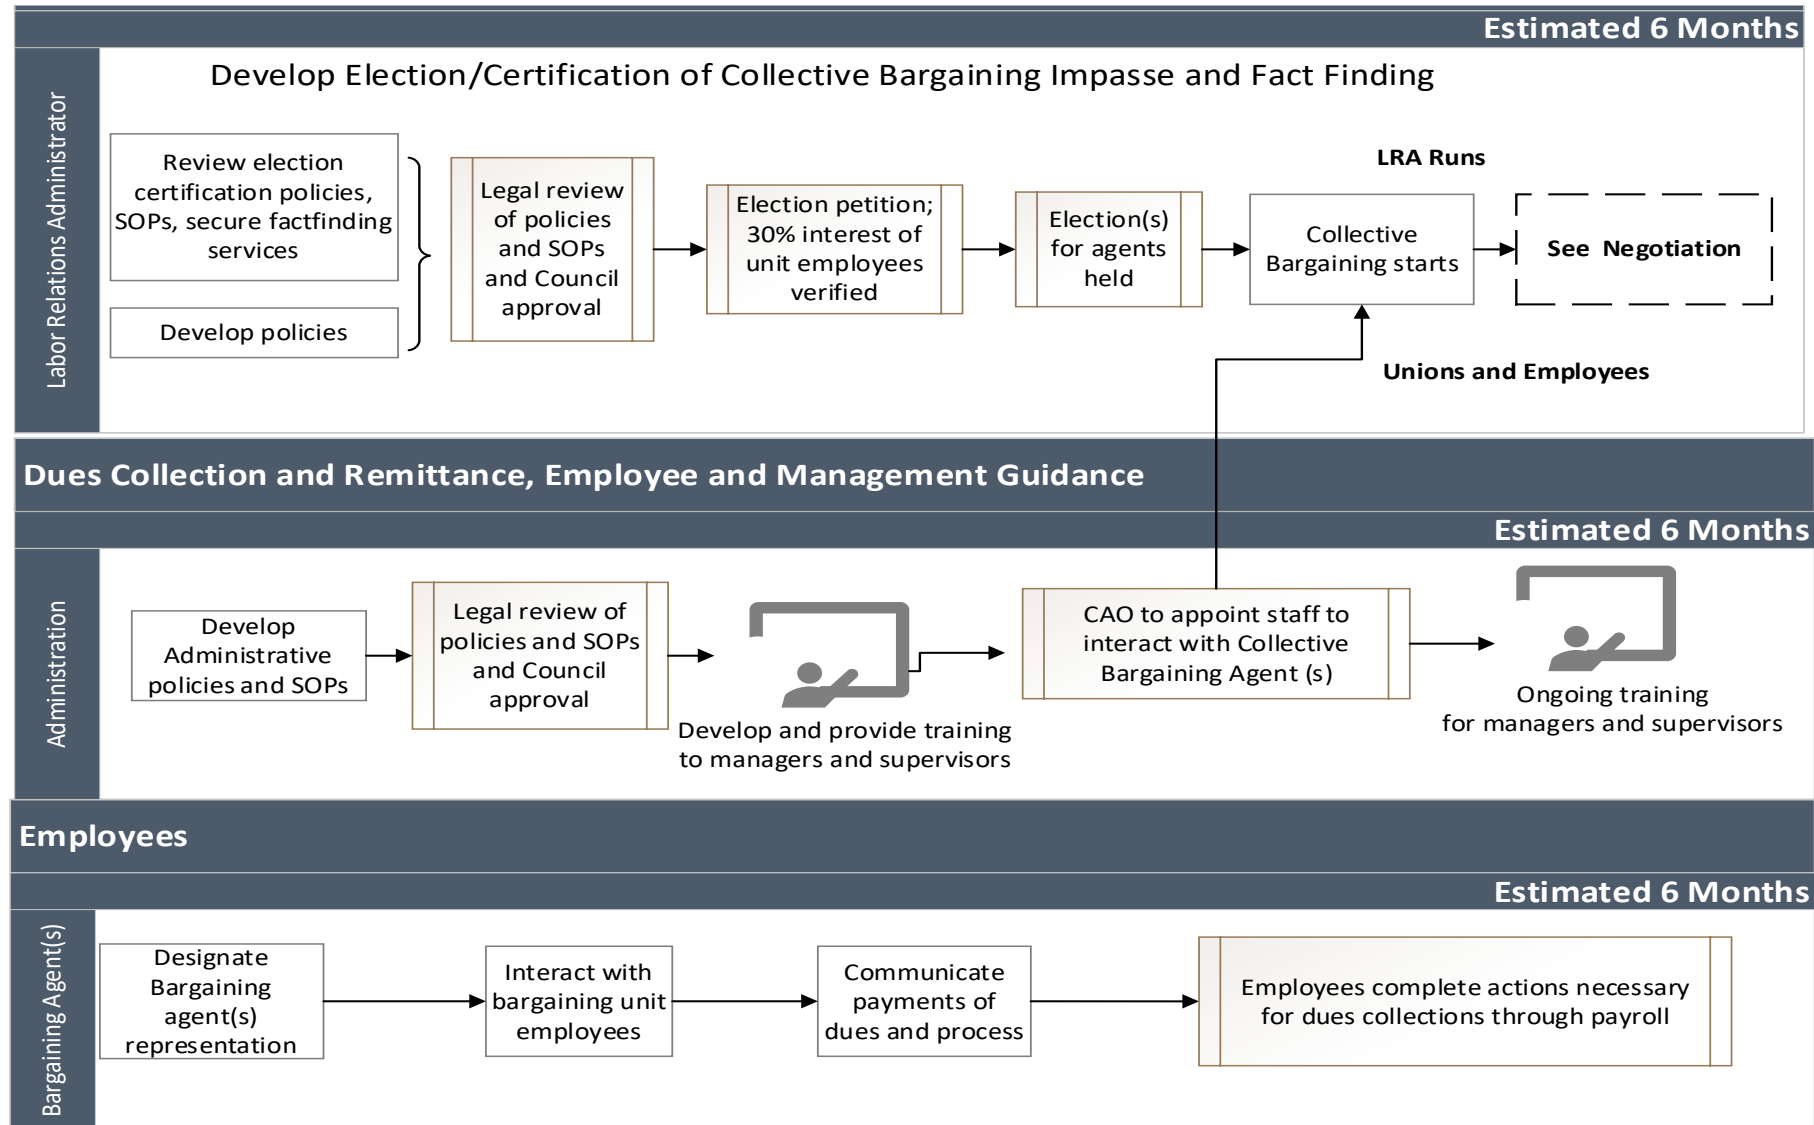 Estimated 6 Months
Labor Relations Administrator
Develop Election/Certification of Collective Bargaining Impasse and Fact Finding
Review election
certification policies,
SOPs, secure factfinding
services
Develop policies
Legal review
of policies
and SOPs
and Council
approval
Election petition;
30% interest of
unit employees
verified
Election(s)
for agents
held
LRA Runs
Collective
Bargaining starts
See Negotiation
Unions and Employees
Dues Collection and Remittance, Employee and Management Guidance
Estimated 6 Months
Administration
Develop
Administrative
policies and SOPs
Legal review of
policies and SOPs
and Council
approval
Develop and provide training
to managers and supervisors
CAO to appoint staff to
interact with Collective
Bargaining Agent (s)
Ongoing training
for managers and supervisors
Employees
Estimated 6 Months
Bargaining Agent(s)
Designate
Bargaining
agent(s)
representation
Interact with
bargaining unit
employees
Communicate
payments of
dues and process
Employees complete actions necessary
for dues collections through payroll